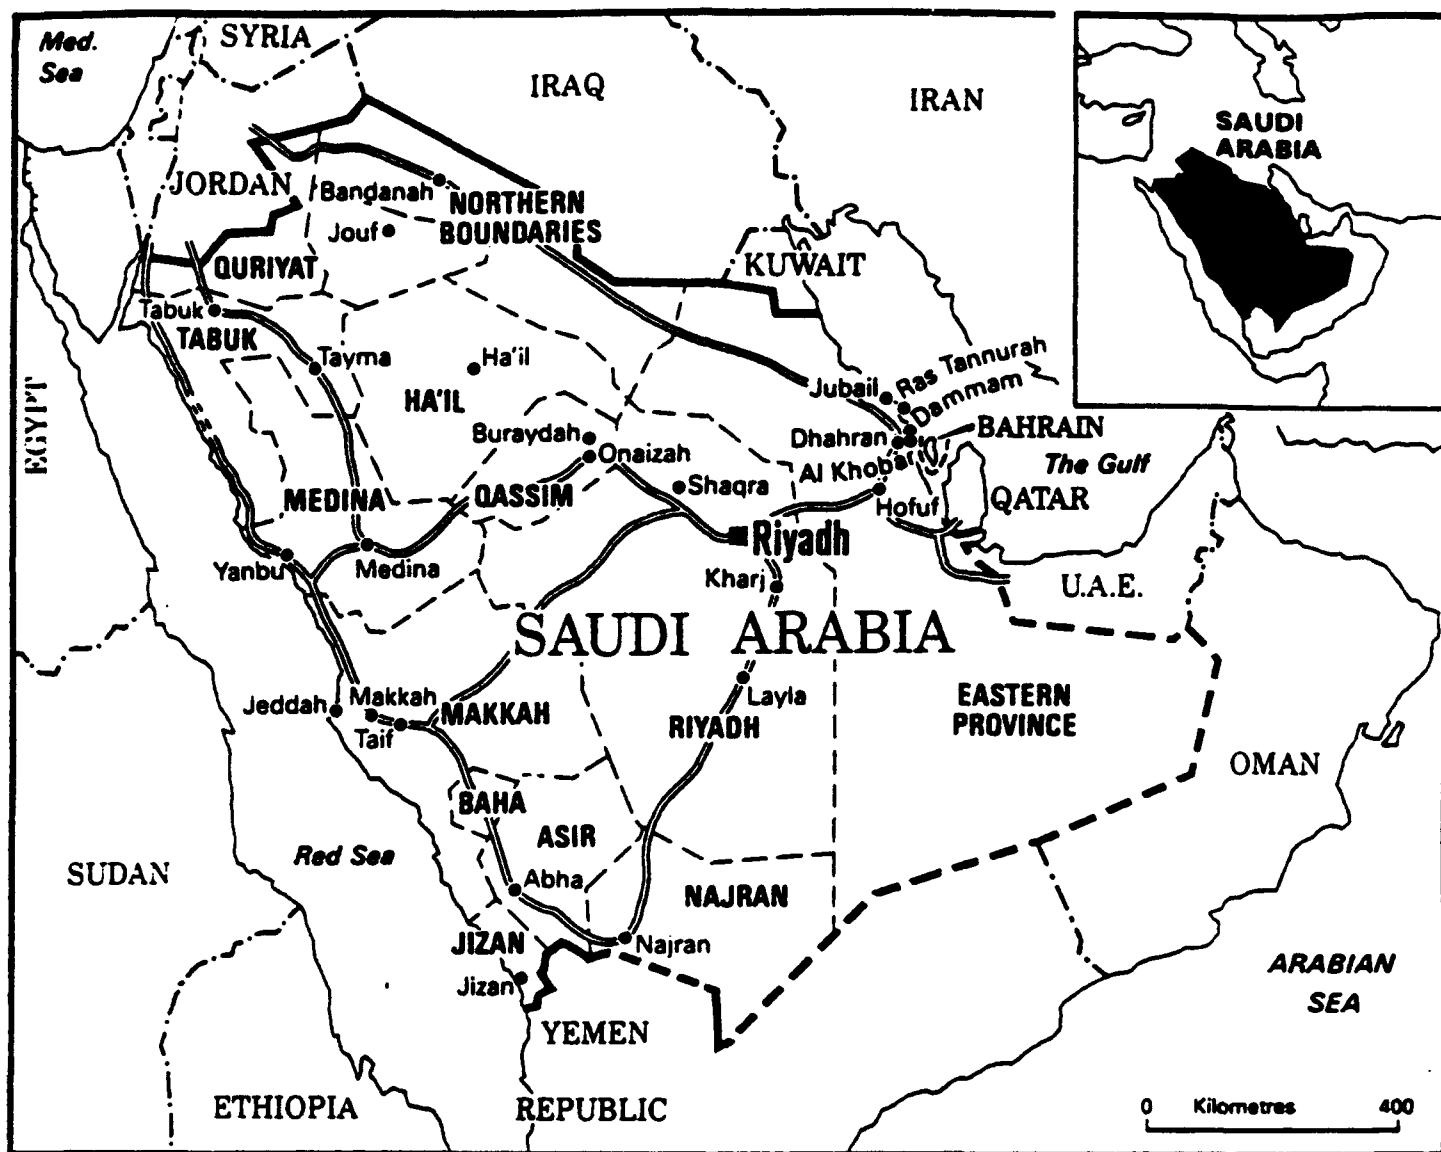 Med.
Sea
SYRIA
IRAQ
IRAN
SAUDI
ARABIA
JORDAN
Bandanah
NORTHERN
BOUNDARIES
Jouf
QURIYAT
KUWAIT
Tabuk
TABUK
Tayma
Ha'il
HA'IL
Jubail
Ras Tannurah
Dammam
EGYPT
Buraydah
Onaizah
Dhahran
BAHRAIN
Al Khobar
The Gulf
MEDINA
QASSIM
Shaqra
Hofuf
QATAR
Riyadh
Yanbu
Medina
Kharj
U.A.E.
SAUDI ARABIA
Jeddah
Makkah
Taif
MAKKAH
Layla
RIYADH
EASTERN
PROVINCE
OMAN
BAHA
ASIR
Red Sea
SUDAN
Abha
NAJRAN
JIZAN
Najran
Jizan
ARABIAN
SEA
YEMEN
REPUBLIC
ETHIOPIA
0 Kilometres 400